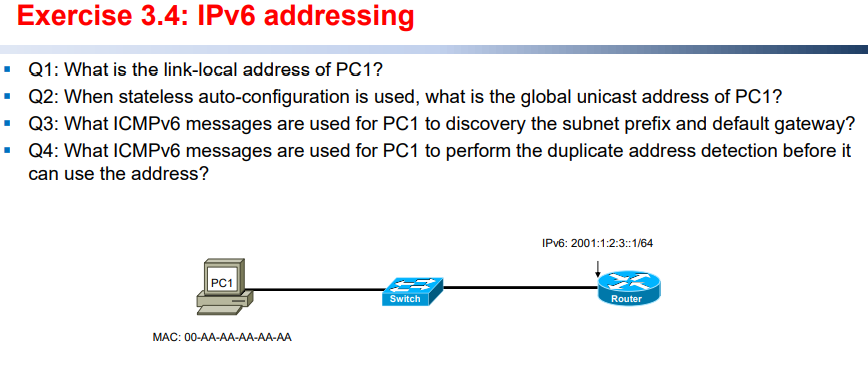 Exercise 3.4: IPv6 addressing
▪ Q1: What is the link-local address of PC1?
▪ Q2: When stateless auto-configuration is used, what is the global unicast address of PC1?
▪ Q3: What ICMPv6 messages are used for PC1 to discovery the subnet prefix and default gateway?
▪ Q4: What ICMPv6 messages are used for PC1 to perform the duplicate address detection before it
can use the address?
IPv6: 2001:1:2:3::1/64
PC1
Switch
Router
MAC: 00-AA-AA-AA-AA-AA